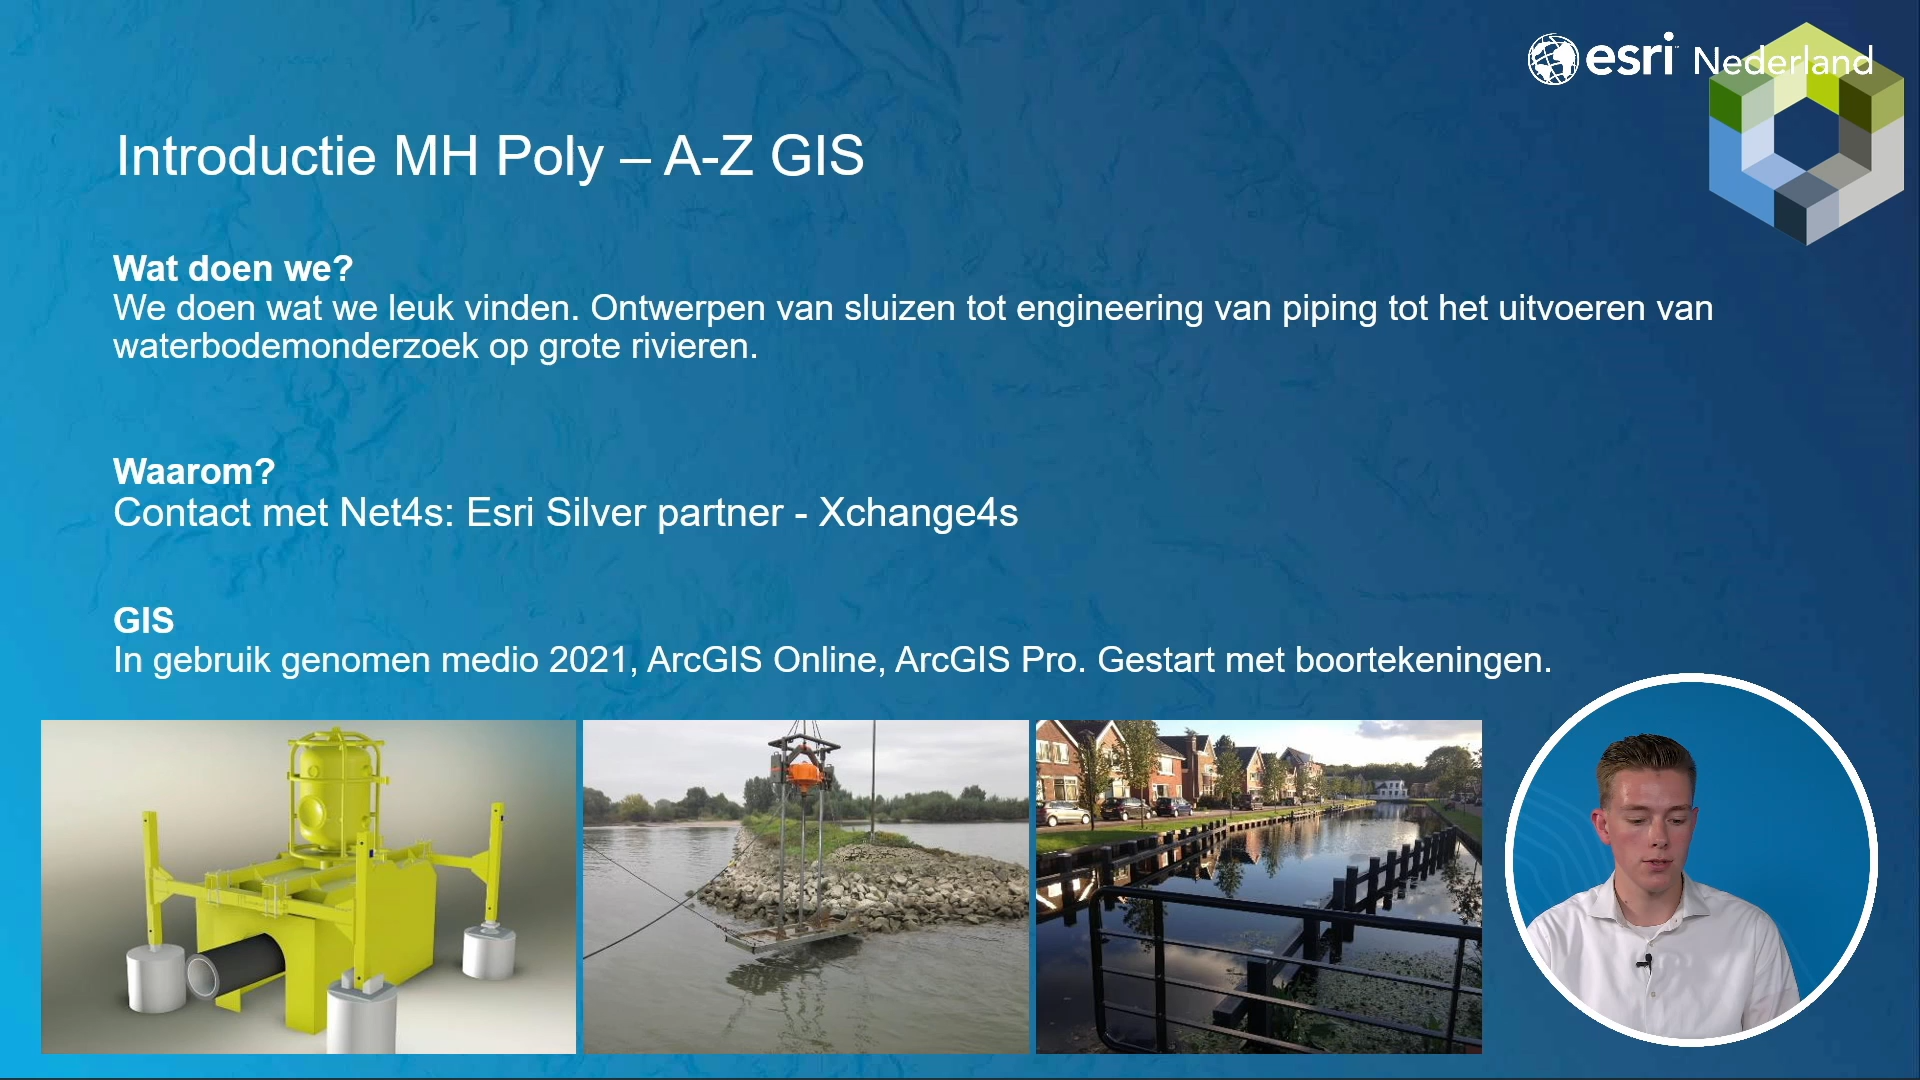 esri Nederland
Introductie MH Poly – A-Z GIS
Wat doen we?
We doen wat we leuk vinden. Ontwerpen van sluizen tot engineering van piping tot het uitvoeren van
waterbodemonderzoek op grote rivieren.
Waarom?
Contact met Net4s: Esri Silver partner - Xchange4s
GIS
In gebruik genomen medio 2021, ArcGIS Online, ArcGIS Pro. Gestart met boortekeningen.